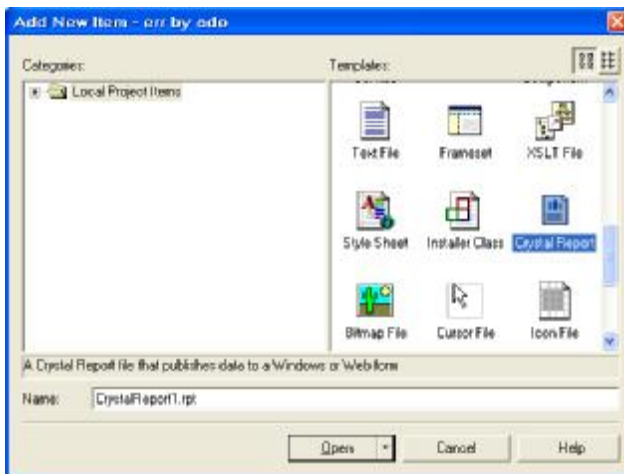 Add New Item - err by ado
Categories:
Templates:
Local Project Items
Text File
Frameset
XSLT File
Style Sheet
Installer Class
Crystal Report
Bitmap File
Cursor File
Icon File
A Crystal Report file that publishes data to a Windows or Web form
Name:
CrystalReport1.rpt
Open
Cancel
Help